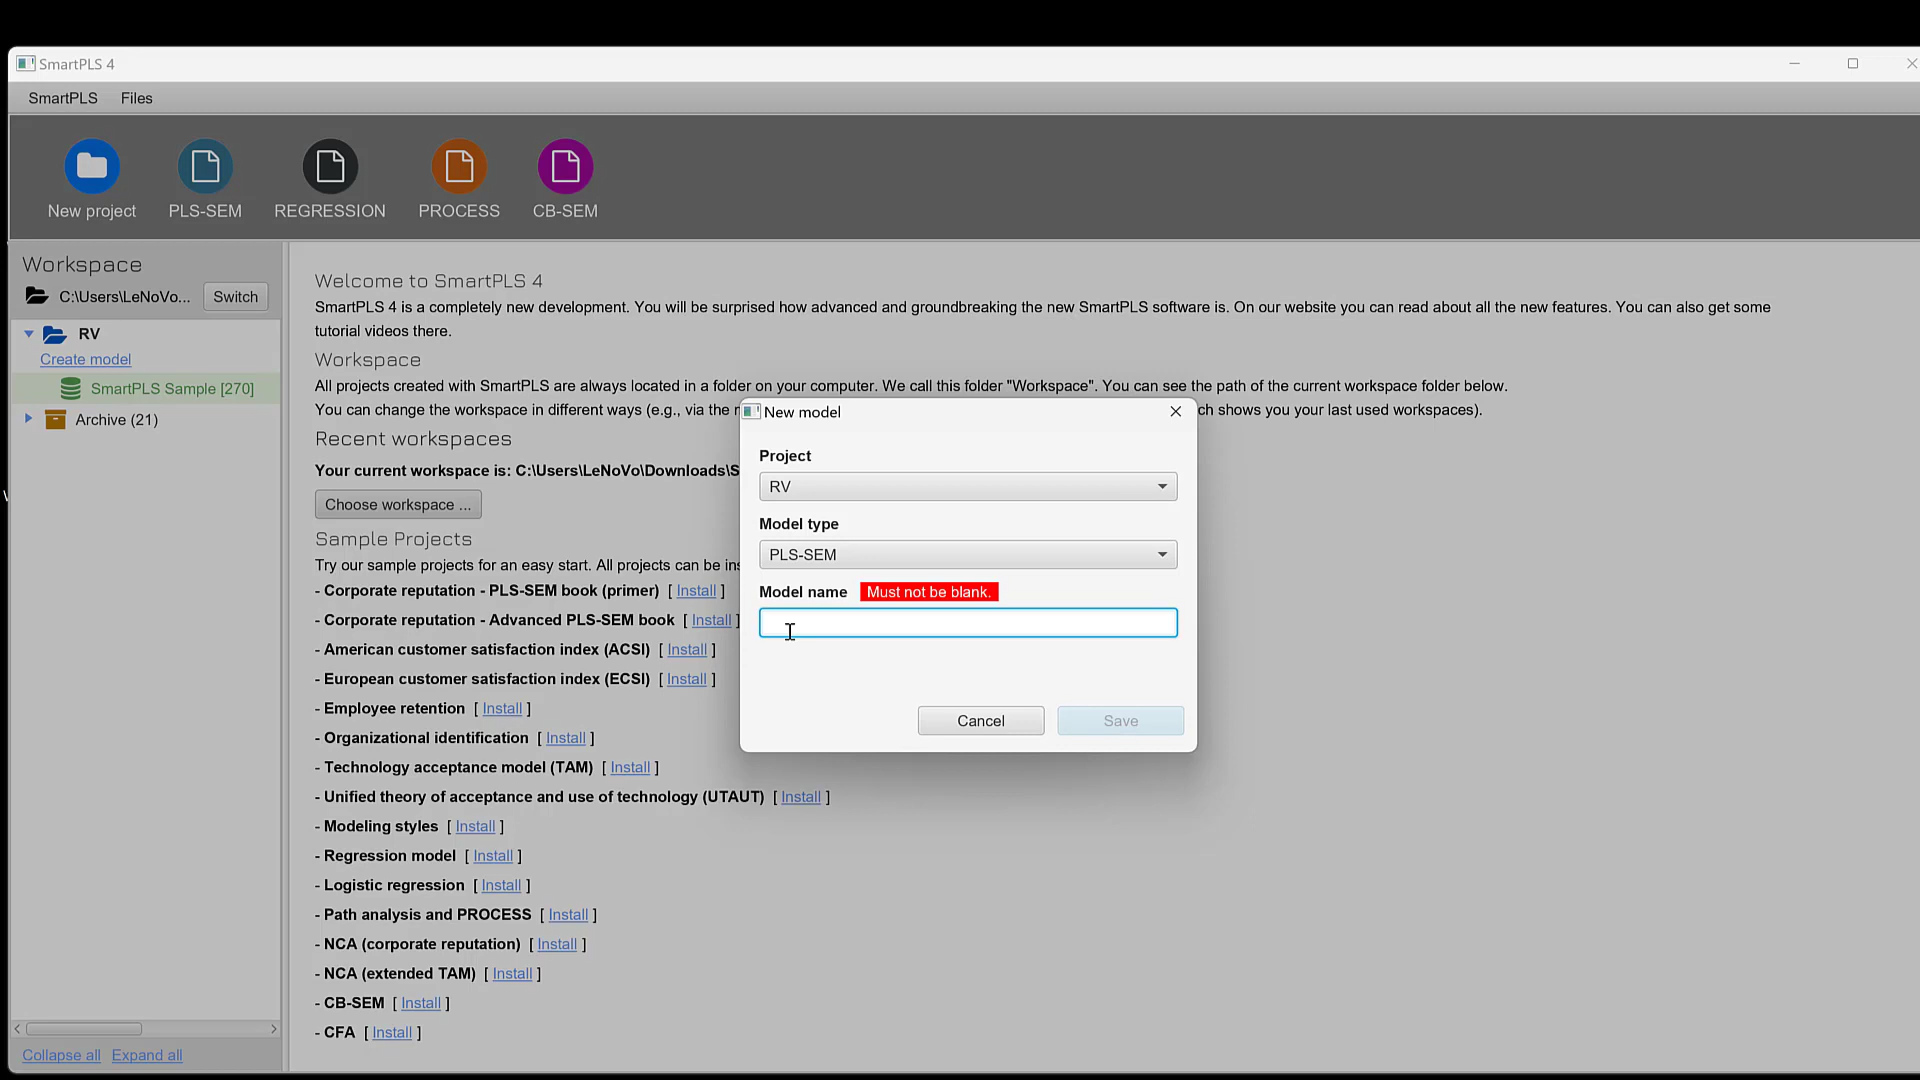 SmartPLS 4
SmartPLS Files
New project PLS-SEM REGRESSION PROCESS CB-SEM
Workspace
C:\Users\LeNoVo... Switch
RV
Create model
SmartPLS Sample [270]
Archive (21)
Collapse all Expand all
Welcome to SmartPLS 4
SmartPLS 4 is a completely new development. You will be surprised how advanced and groundbreaking the new SmartPLS software is. On our website you can read about all the new features. You can also get some
tutorial videos there.
Workspace
All projects created with SmartPLS are always located in a folder on your computer. We call this folder "Workspace". You can see the path of the current workspace folder below.
You can change the workspace in different ways (e.g., via the ch shows you your last used workspaces).
Recent workspaces
Your current workspace is: C:\Users\LeNoVo\Downloads\S
Choose workspace ...
Sample Projects
Try our sample projects for an easy start. All projects can be ins
- Corporate reputation - PLS-SEM book (primer) [ Install ]
- Corporate reputation - Advanced PLS-SEM book [ Install ]
- American customer satisfaction index (ACSI) [ Install ]
- European customer satisfaction index (ECSI) [ Install ]
- Employee retention [ Install ]
- Organizational identification [ Install ]
- Technology acceptance model (TAM) [ Install ]
- Unified theory of acceptance and use of technology (UTAUT) [ Install ]
- Modeling styles [ Install ]
- Regression model [ Install ]
- Logistic regression [ Install ]
- Path analysis and PROCESS [ Install ]
- NCA (corporate reputation) [ Install ]
- NCA (extended TAM) [ Install ]
- CB-SEM [ Install ]
- CFA [ Install ]
New model
Project
RV
Model type
PLS-SEM
Model name Must not be blank.
Cancel Save